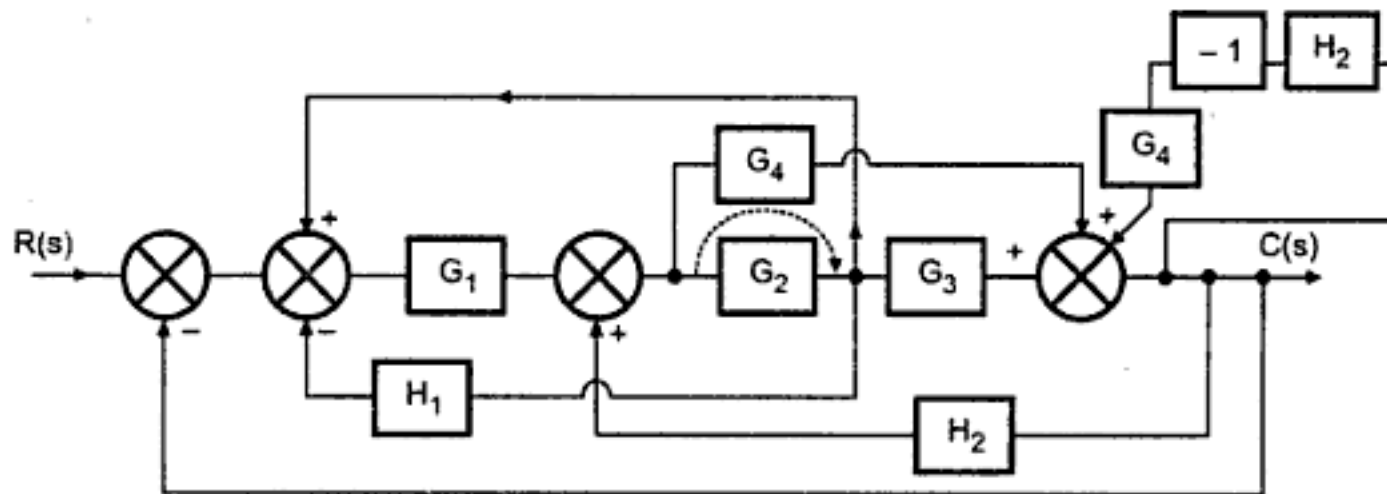 – 1
H2
G4
+
G4
R(s)
+
G1
G2
+
G3
C(s)
–
–
+
H1
H2